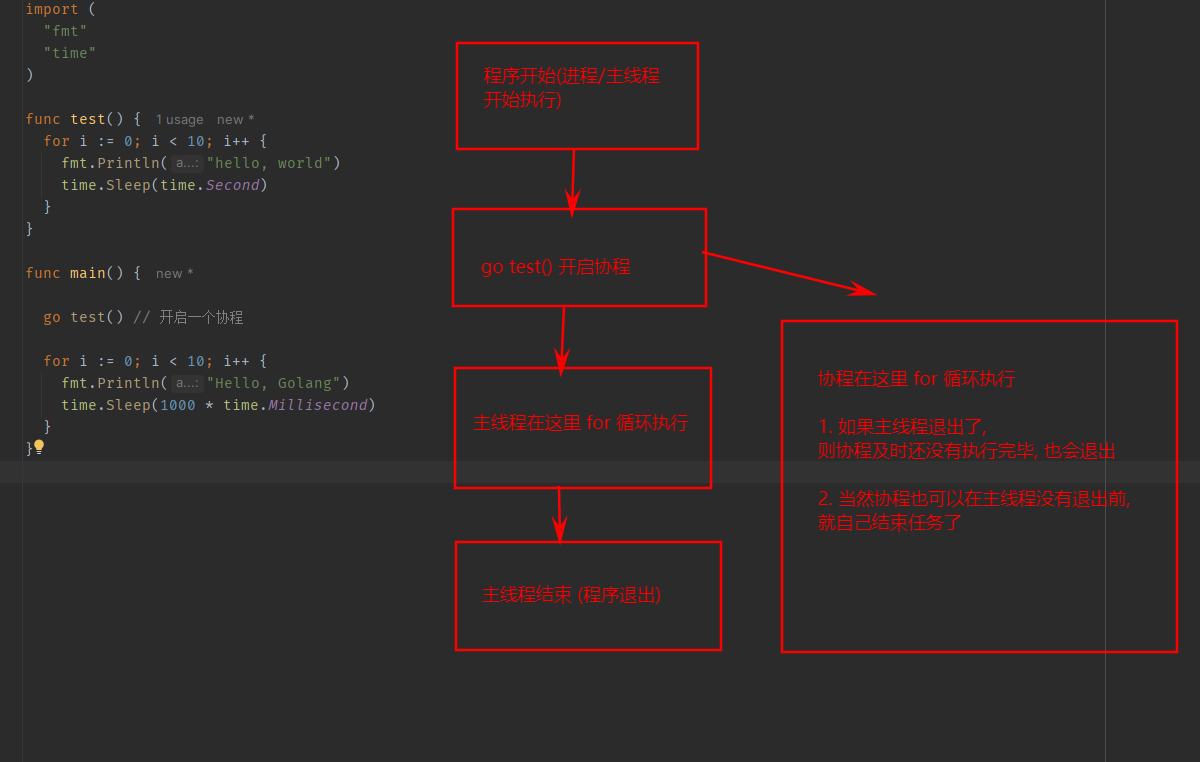 import (
"fmt"
"time"
)
func test() { 1 usage new *
for i := 0; i < 10; i++ {
fmt.Println( a...: "hello, world")
time.Sleep(time.Second)
}
}
func main() { new *
go test() // 开启一个协程
for i := 0; i < 10; i++ {
fmt.Println( a...: "Hello, Golang")
time.Sleep(1000 * time.Millisecond)
}
}
程序开始(进程/主线程
开始执行)
go test() 开启协程
主线程在这里 for 循环执行
主线程结束 (程序退出)
协程在这里 for 循环执行
1. 如果主线程退出了,
则协程及时还没有执行完毕, 也会退出
2. 当然协程也可以在主线程没有退出前,
就自己结束任务了